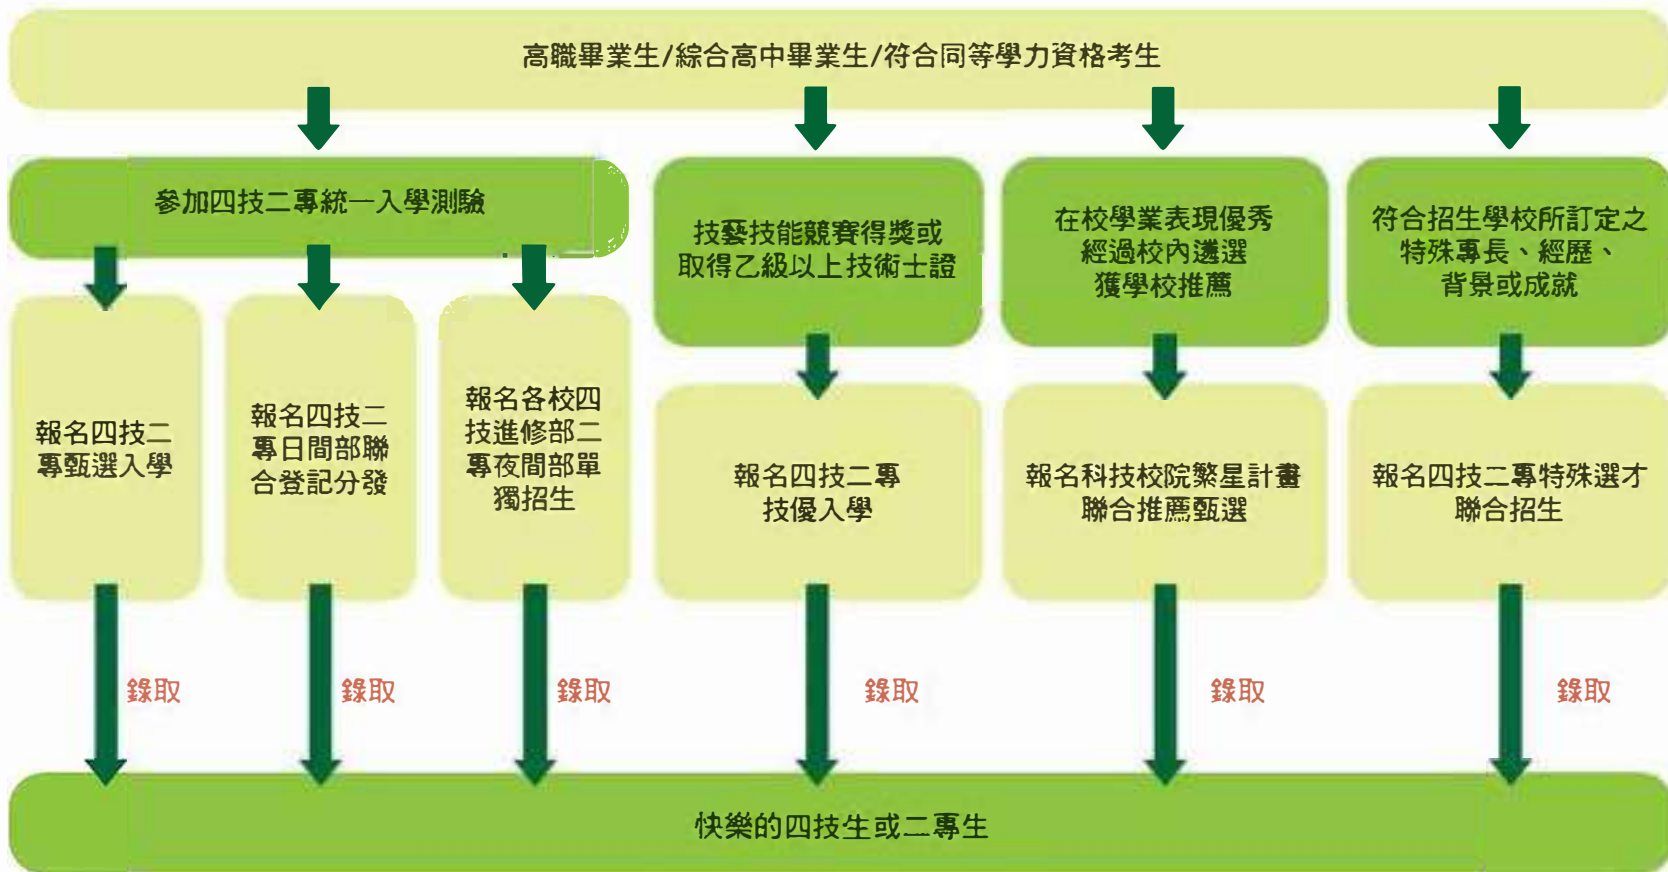 高職畢業生/綜合高中畢業生/符合同等學力資格考生
參加四技二專統一入學測驗
技藝技能競賽得獎或
取得乙級以上技術士證
在校學業表現優秀
經過校內遴選
獲學校推薦
符合招生學校所訂定之
特殊專長、經歷、
背景或成就
報名四技二
專甄選入學
報名四技二
專日間部聯
合登記分發
報名各校四
技進修部二
專夜間部單
獨招生
報名四技二專
技優入學
報名科技校院繁星計畫
聯合推薦甄選
報名四技二專特殊選才
聯合招生
錄取
錄取
錄取
錄取
錄取
錄取
快樂的四技生或二專生